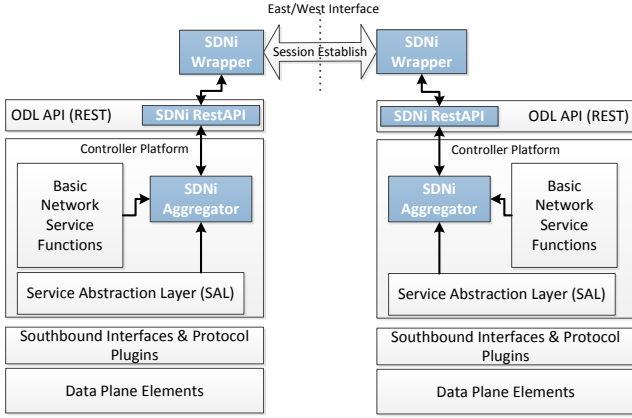 East/West Interface
SDNi
Wrapper
Session Establish
SDNi
Wrapper
ODL API (REST)
SDNi RestAPI
SDNi RestAPI
ODL API (REST)
Controller Platform
Basic
Network
Service
Functions
SDNi
Aggregator
Service Abstraction Layer (SAL)
Controller Platform
SDNi
Aggregator
Basic
Network
Service
Functions
Service Abstraction Layer (SAL)
Southbound Interfaces & Protocol
Plugins
Southbound Interfaces & Protocol
Plugins
Data Plane Elements
Data Plane Elements